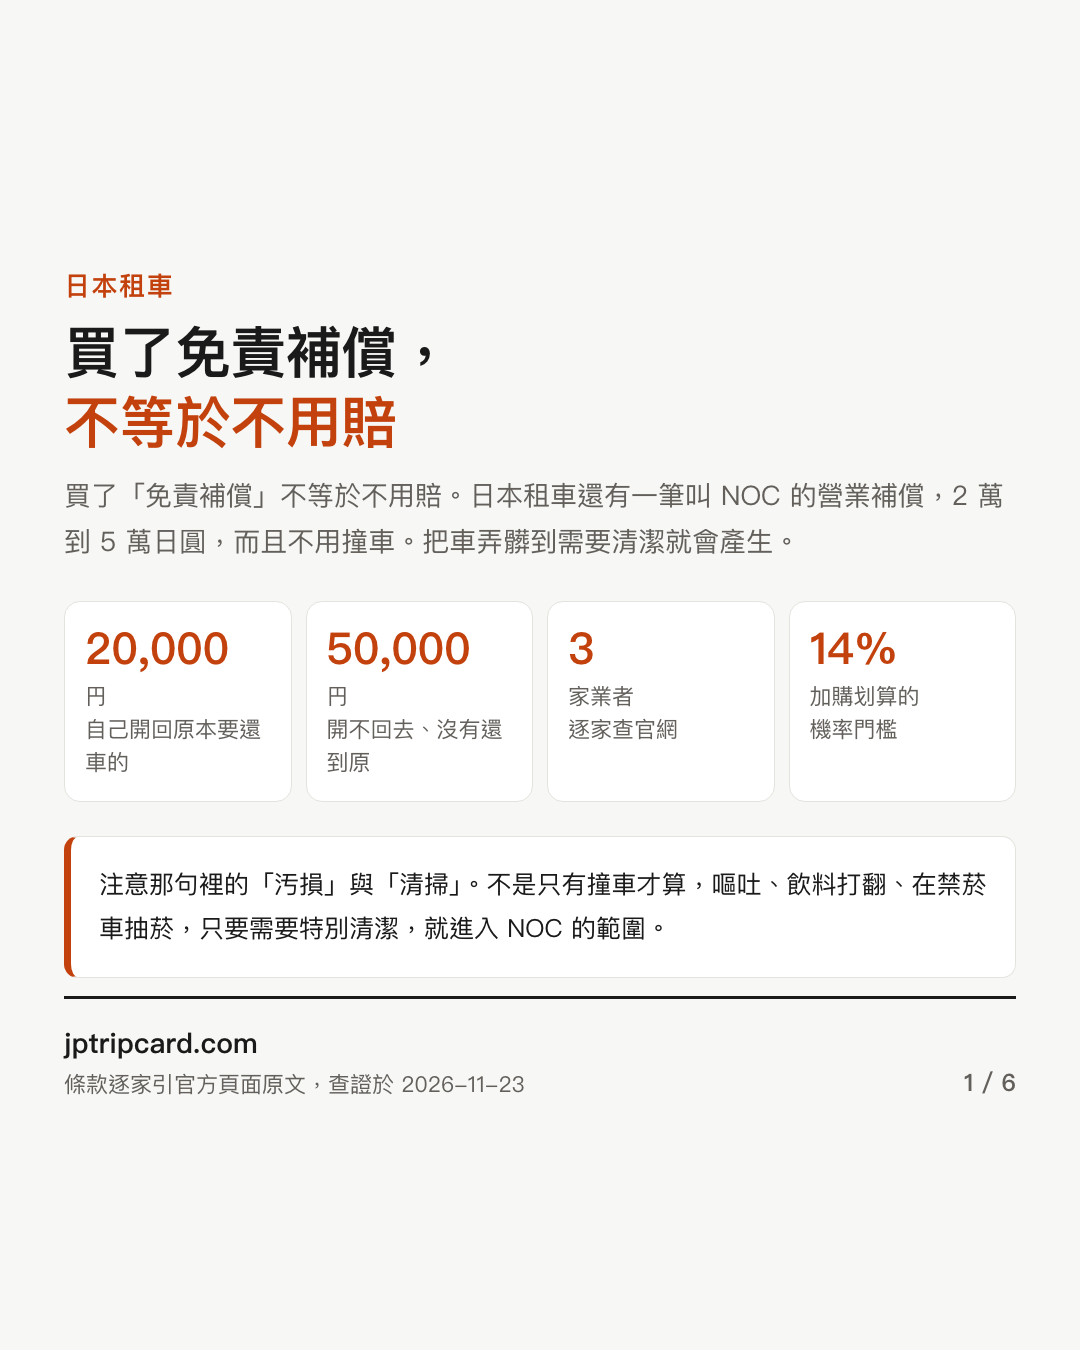 日本租車
買了免責補償，
不等於不用賠
買了「免責補償」不等於不用賠。日本租車還有一筆叫 NOC 的營業補償，2 萬
到 5 萬日圓，而且不用撞車。把車弄髒到需要清潔就會產生。
20,000
円
自己開回原本要還
車的
50,000
円
開不回去、沒有還
到原
3
家業者
逐家查官網
14%
加購划算的
機率門檻
注意那句裡的「汚損」與「清掃」。不是只有撞車才算，嘔吐、飲料打翻、在禁菸
車抽菸，只要需要特別清潔，就進入 NOC 的範圍。
jptripcard.com
條款逐家引官方頁面原文，查證於 2026–11–23
1 / 6